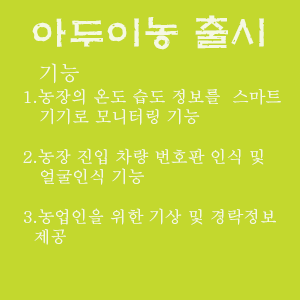 아두이농 출시
기능
1.농장의 온도 습도 정보를 스마트
기기로 모니터링 기능
2.농장 진입 차량 번호판 인식 및
얼굴인식 기능
3.농업인을 위한 기상 및 경락정보
제공